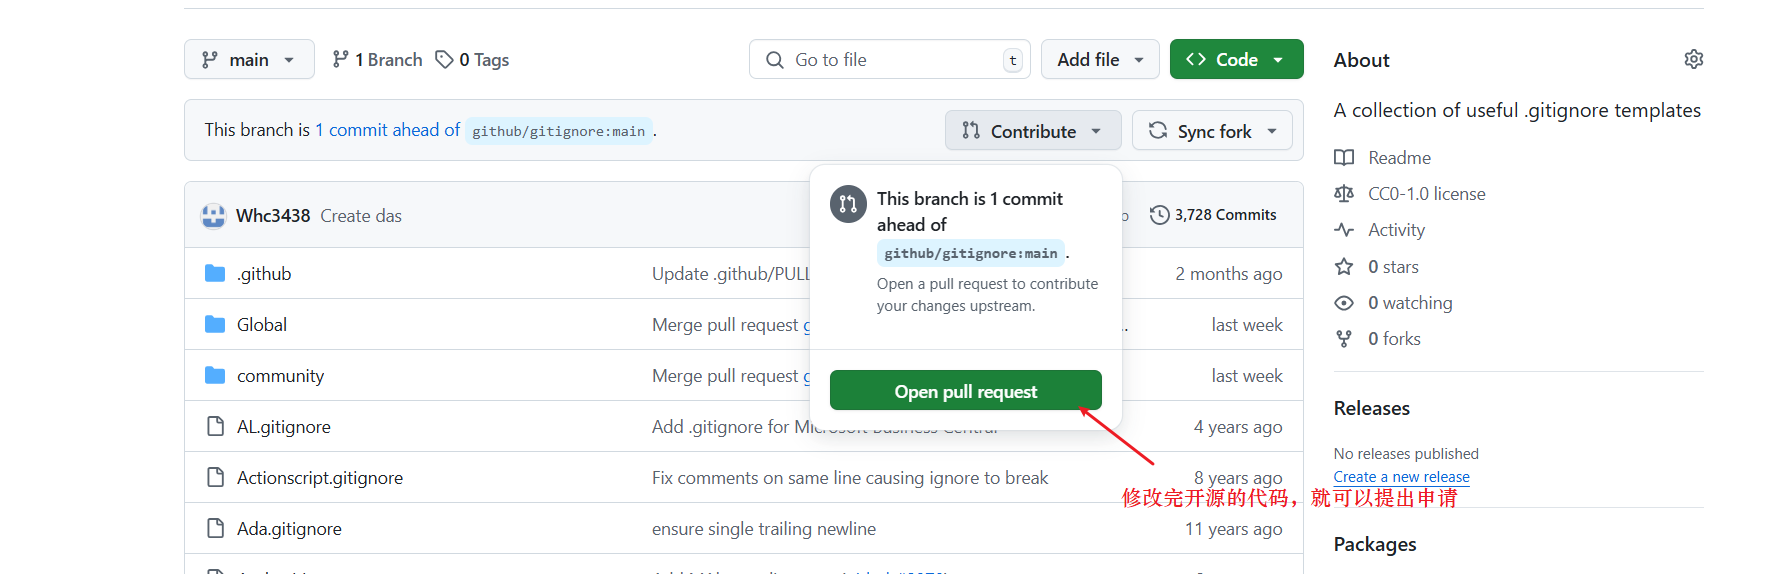 main
1 Branch
0 Tags
Go to file
t
Add file
Code
This branch is 1 commit ahead of github/gitignore:main .
Contribute
Sync fork
This branch is 1 commit
ahead of
github/gitignore:main .
Open a pull request to contribute
your changes upstream.
Open pull request
Whc3438 Create das
3,728 Commits
.github Update .github/PULL 2 months ago
Global Merge pull request last week
community Merge pull request last week
AL.gitignore Add .gitignore for Microsoft Business Central 4 years ago
Actionscript.gitignore Fix comments on same line causing ignore to break 8 years ago
修改完开源的代码，就可以提出申请
Ada.gitignore ensure single trailing newline 11 years ago
About
A collection of useful .gitignore templates
Readme
CC0-1.0 license
Activity
0 stars
0 watching
0 forks
Releases
No releases published
Create a new release
Packages